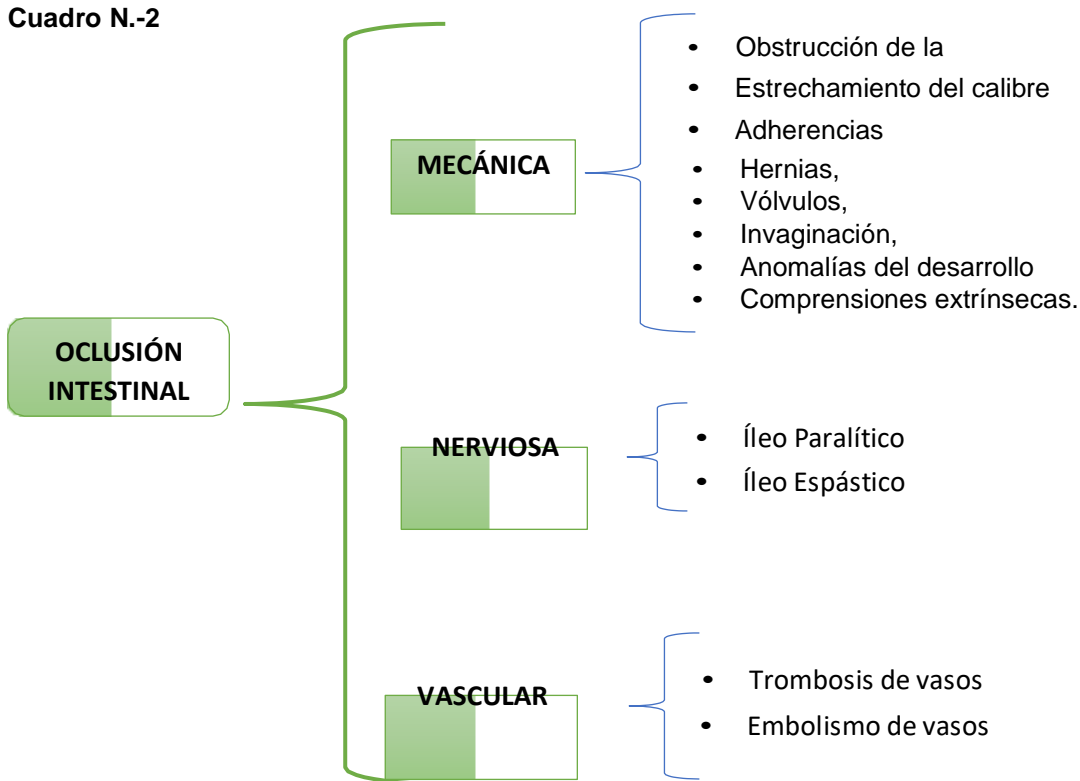 Cuadro N.-2
OCLUSIÓN
INTESTINAL
MECÁNICA
• Obstrucción de la
• Estrechamiento del calibre
• Adherencias
• Hernias,
• Vólvulos,
• Invaginación,
• Anomalías del desarrollo
• Comprensiones extrínsecas.
NERVIOSA
• Íleo Paralítico
• Íleo Espástico
VASCULAR
• Trombosis de vasos
• Embolismo de vasos